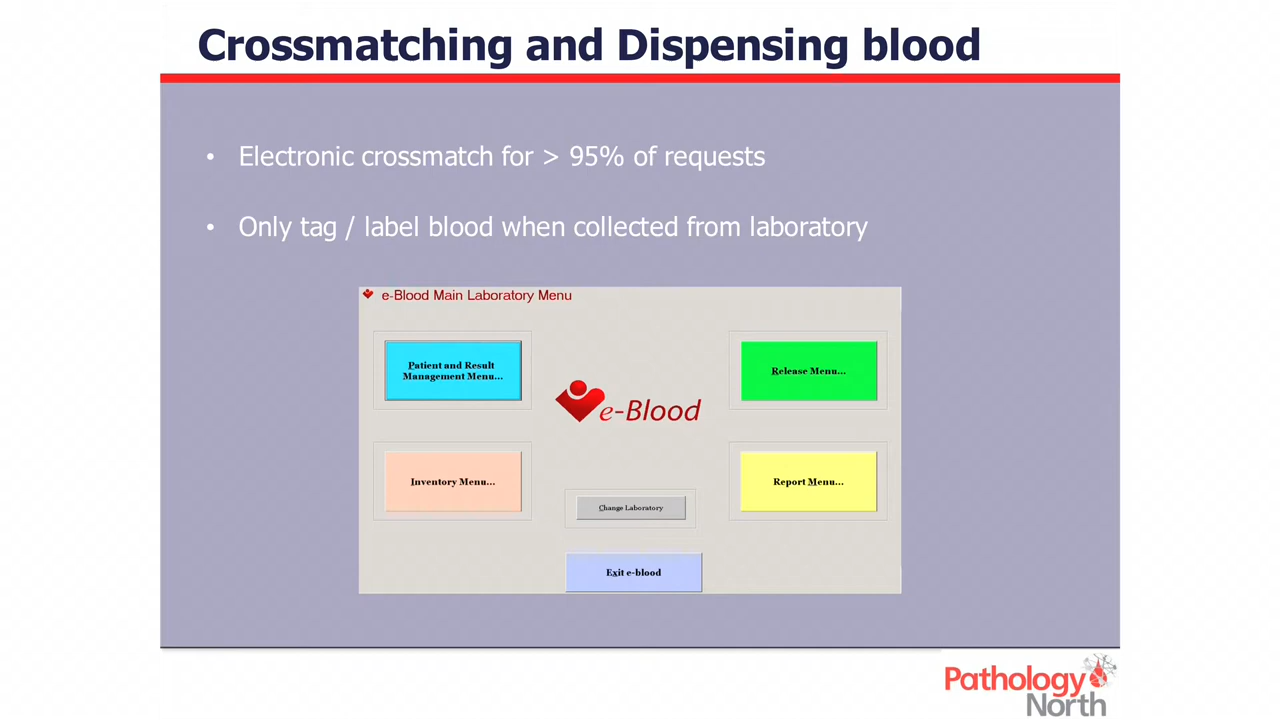 Crossmatching and Dispensing blood
• Electronic crossmatch for > 95% of requests
• Only tag / label blood when collected from laboratory
e-Blood Main Laboratory Menu
Patient and Result
Management Menu...
Release Menu...
e-Blood
Inventory Menu...
Report Menu...
Change Laboratory
Exit e-blood
Pathology
North